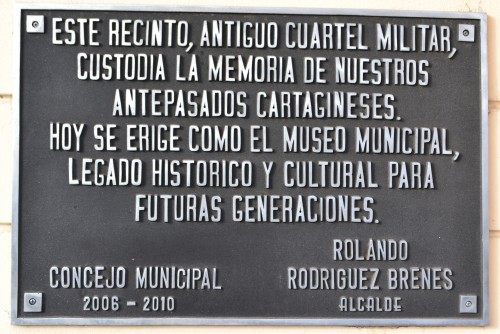 ESTE RECINTO, ANTIGUO CUARTEL MILITAR,
CUSTODIA LA MEMORIA DE NUESTROS
ANTEPASADOS CARTAGINESES.
HOY SE ERIGE COMO EL MUSEO MUNICIPAL,
LEGADO HISTORICO Y CULTURAL PARA
FUTURAS GENERACIONES.
CONCEJO MUNICIPAL
2006 - 2010
ROLANDO
RODRIGUEZ BRENES
ALCALDE